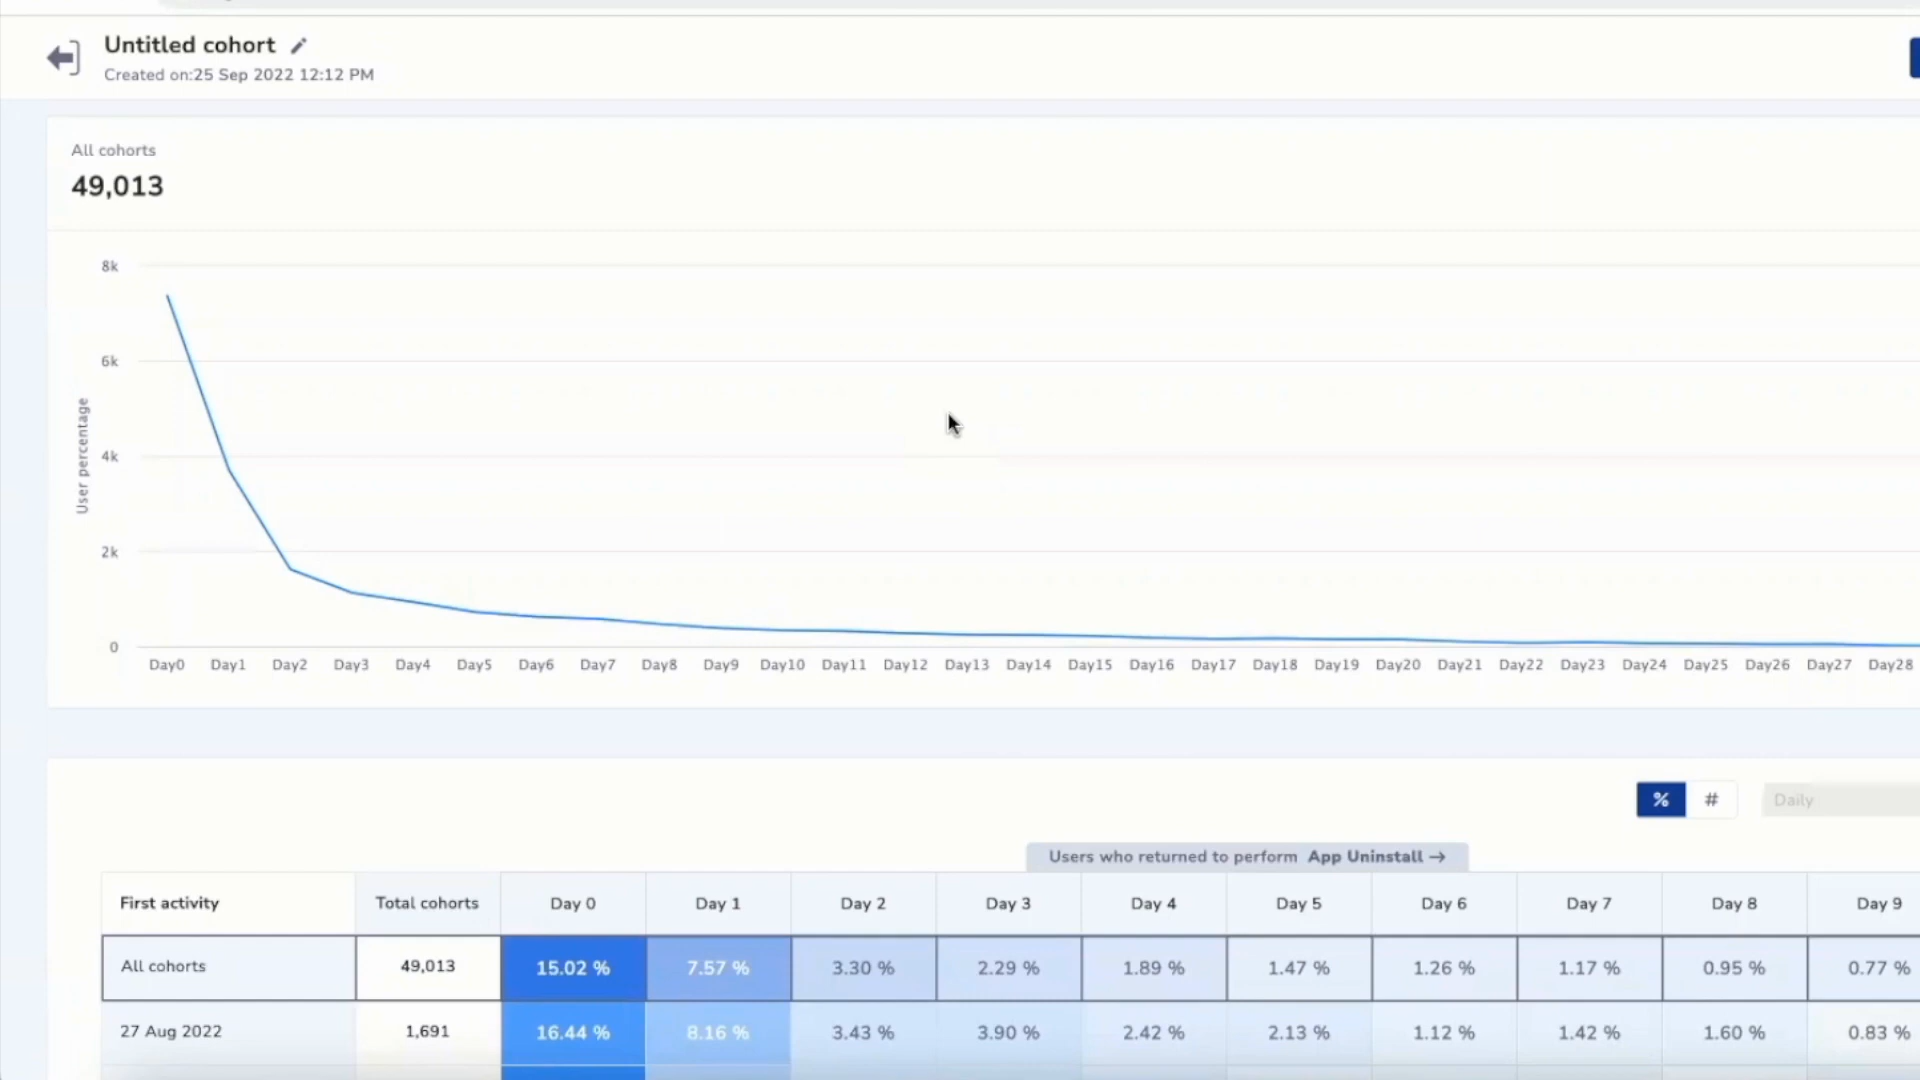 Untitled cohort
Created on:25 Sep 2022 12:12 PM
All cohorts
49,013
8k
6k
4k
2k
0
User percentage
Day0 Day1 Day2 Day3 Day4 Day5 Day6 Day7 Day8 Day9 Day10 Day11 Day12 Day13 Day14 Day15 Day16 Day17 Day18 Day19 Day20 Day21 Day22 Day23 Day24 Day25 Day26 Day27 Day28
% # Daily
Users who returned to perform App Uninstall →
First activity Total cohorts Day 0 Day 1 Day 2 Day 3 Day 4 Day 5 Day 6 Day 7 Day 8 Day 9
All cohorts 49,013 15.02 % 7.57 % 3.30 % 2.29 % 1.89 % 1.47 % 1.26 % 1.17 % 0.95 % 0.77 %
27 Aug 2022 1,691 16.44 % 8.16 % 3.43 % 3.90 % 2.42 % 2.13 % 1.12 % 1.42 % 1.60 % 0.83 %